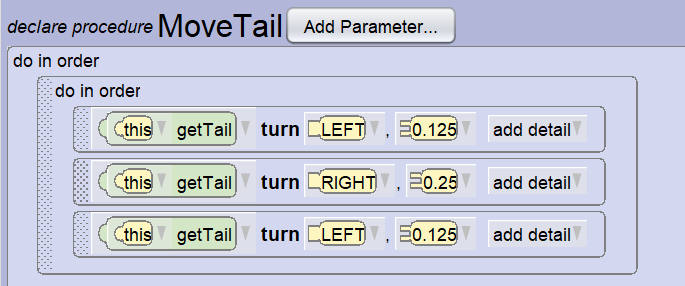 declare procedure MoveTail Add Parameter...
do in order
do in order
this getTail turn LEFT , 0.125 add detail
this getTail turn RIGHT , 0.25 add detail
this getTail turn LEFT , 0.125 add detail